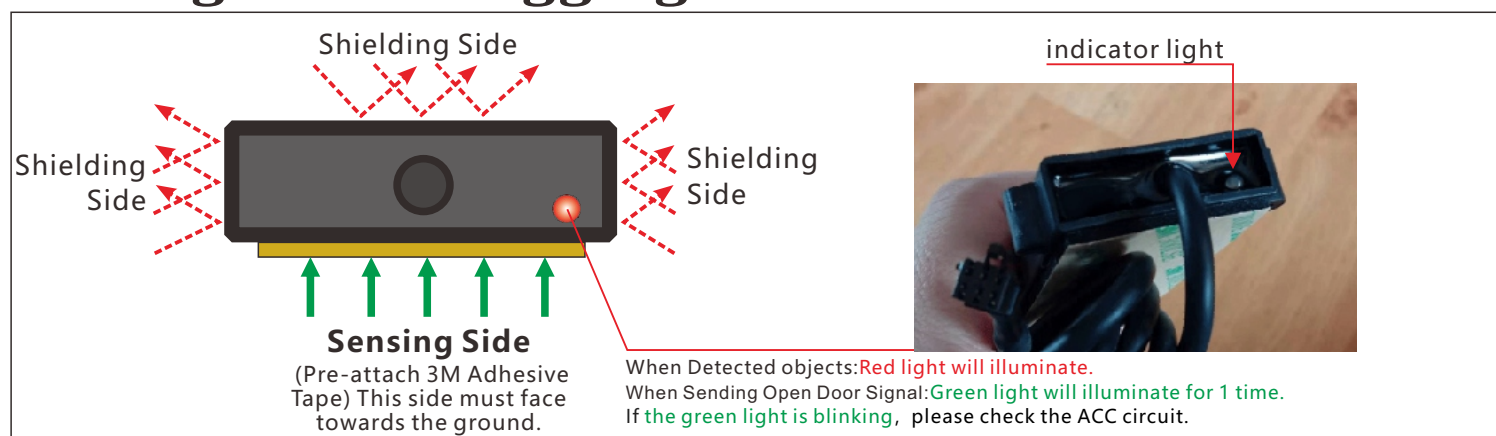 Shielding Side
indicator light
Shielding
Side
Shielding
Side
Sensing Side
(Pre-attach 3M Adhesive
Tape) This side must face
towards the ground.
When Detected objects:Red light will illuminate.
When Sending Open Door Signal:Green light will illuminate for 1 time.
If the green light is blinking, please check the ACC circuit.